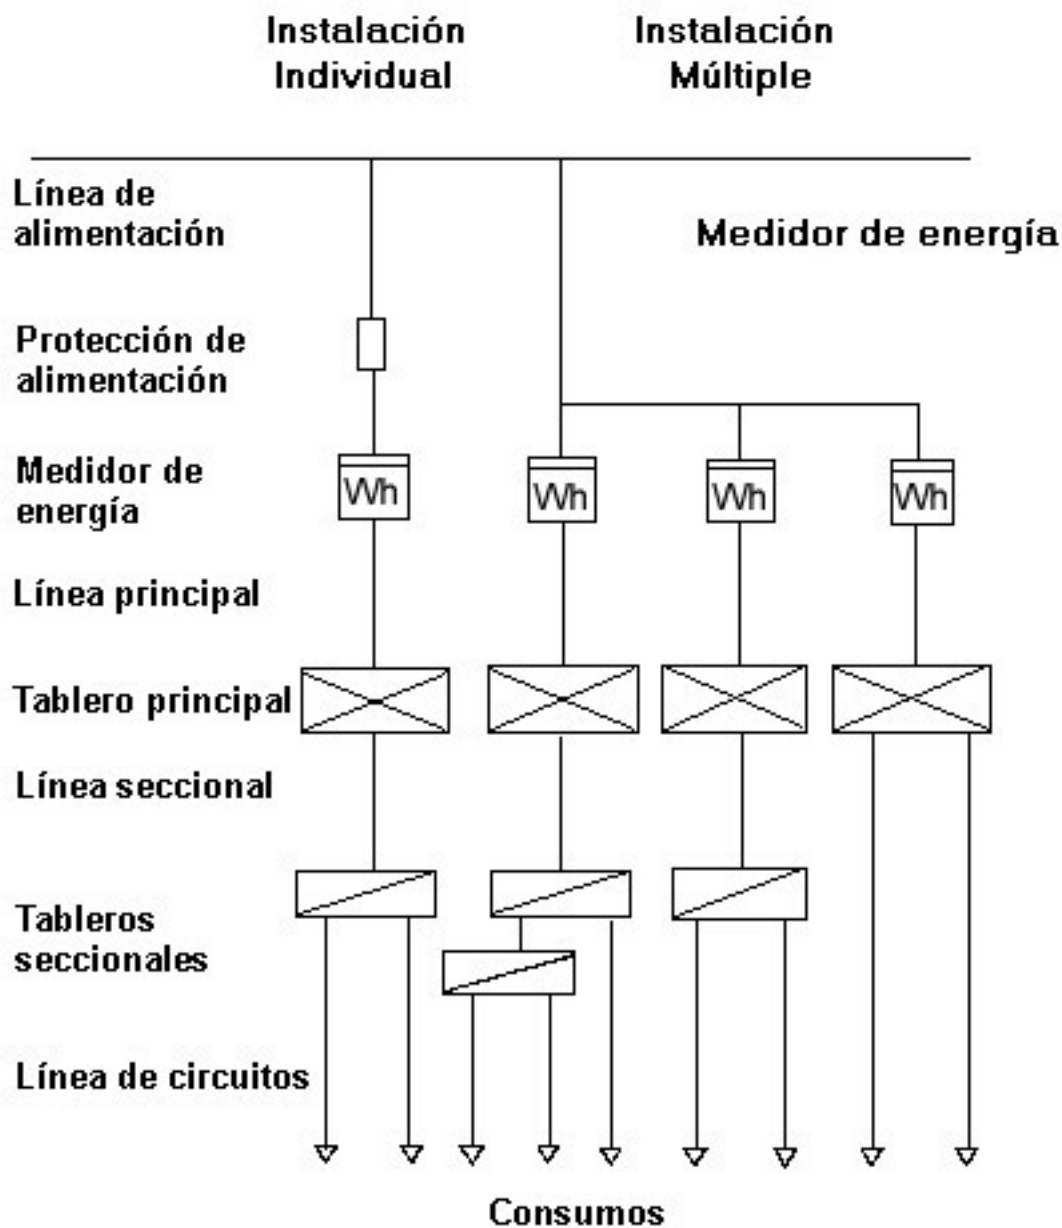 Instalación
Individual
Instalación
Múltiple
Línea de
alimentación
Medidor de energía
Protección de
alimentación
Medidor de
energía
Wh
Wh
Wh
Wh
Línea principal
Tablero principal
Línea seccional
Tableros
seccionales
Línea de circuitos
Consumos